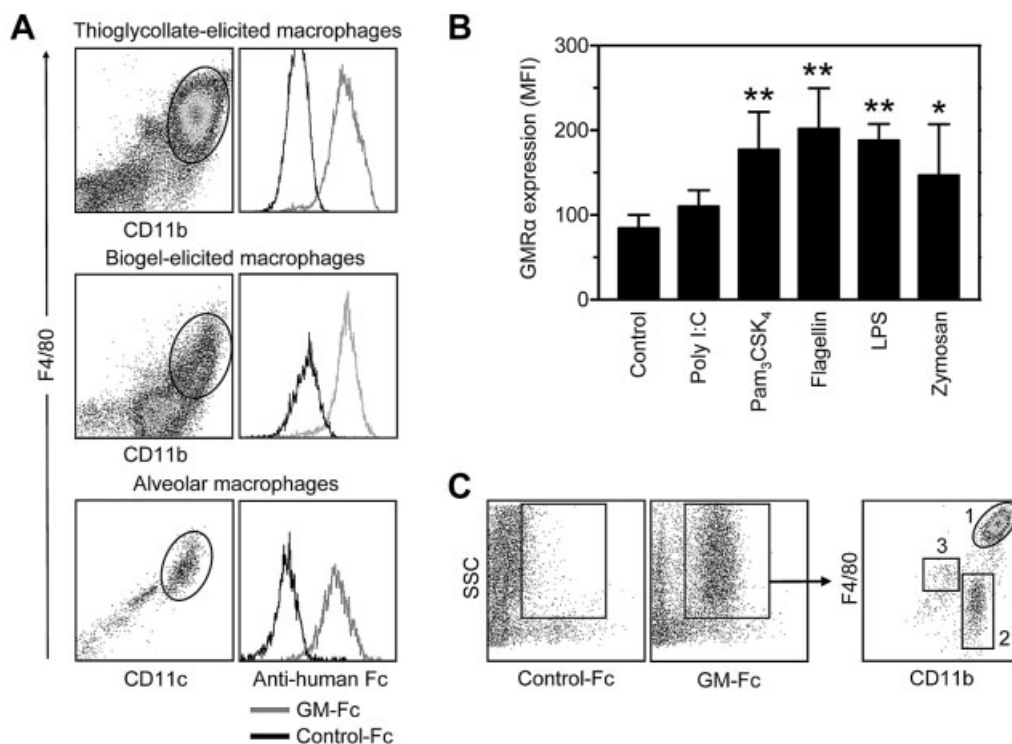 A
Thioglycollate-elicited macrophages
CD11b
Biogel-elicited macrophages
F4/80
CD11b
Alveolar macrophages
CD11c
Anti-human Fc
GM-Fc
Control-Fc
B
GMRα expression (MFI)
300
200
100
0
**
**
**
*
Control
Poly I:C
Pam₃CSK₄
Flagellin
LPS
Zymosan
C
SSC
Control-Fc
GM-Fc
F4/80
1
3
2
CD11b